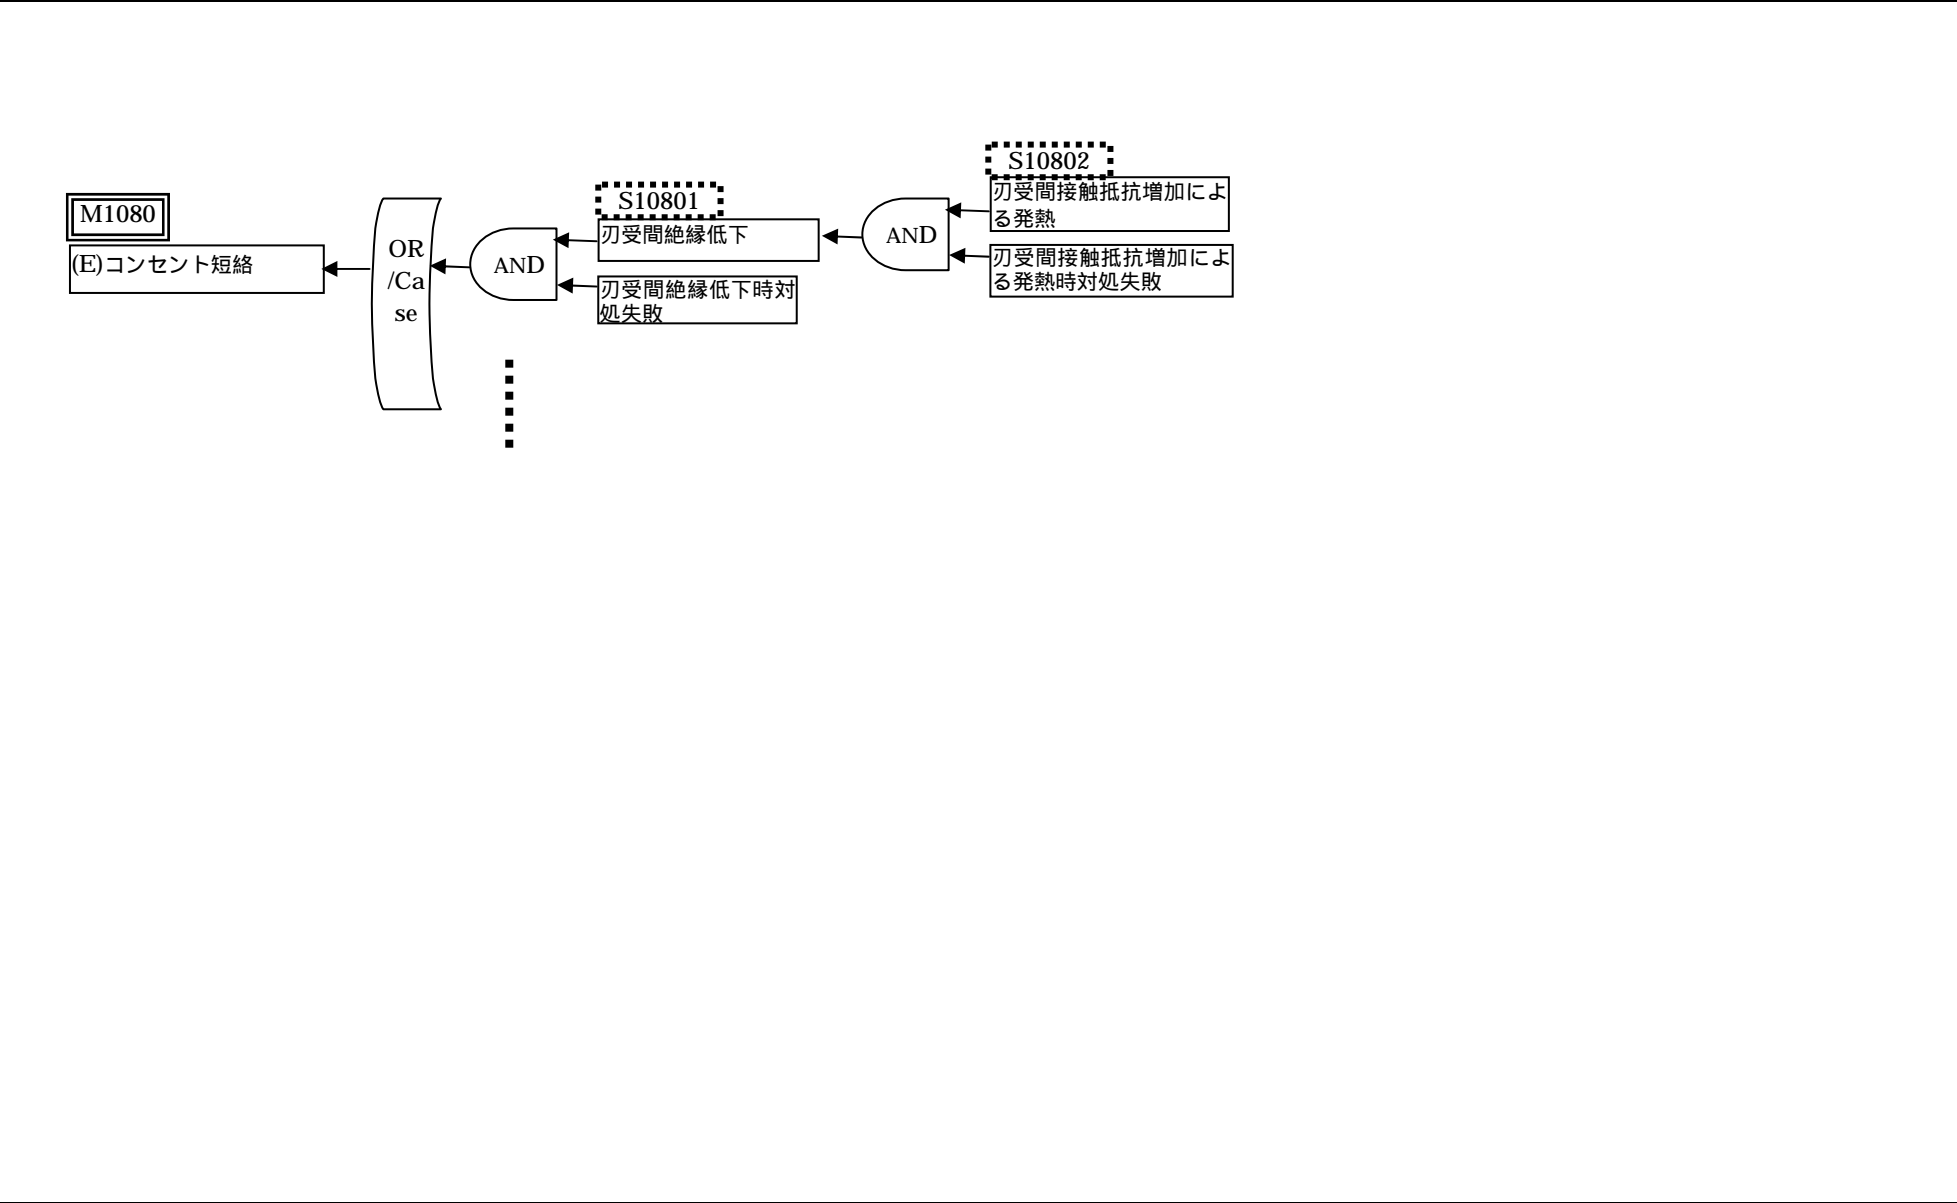 M1080
(E)コンセント短絡
OR
/Ca
se
AND
S10801
刃受間絶縁低下
刃受間絶縁低下時対
処失敗
AND
S10802
刃受間接触抵抗増加によ
る発熱
刃受間接触抵抗増加によ
る発熱時対処失敗